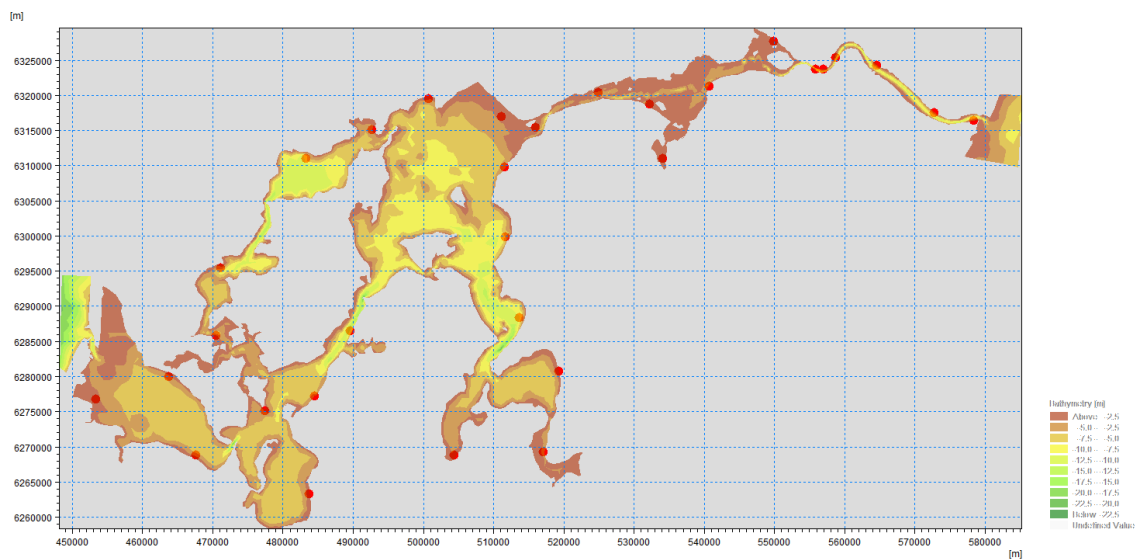 [m]
6325000
6320000
6315000
6310000
6305000
6300000
6295000
6290000
6285000
6280000
6275000
6270000
6265000
6260000
450000 460000 470000 480000 490000 500000 510000 520000 530000 540000 550000 560000 570000 580000
[m]
Bathymetry [m]
Above -2,5
-5,0 - -2,5
-7,5 - -5,0
-10,0 - -7,5
-12,5 - -10,0
-15,0 - -12,5
-17,5 - -15,0
-20,0 - -17,5
-22,5 - -20,0
Below -22,5
Undefined Value